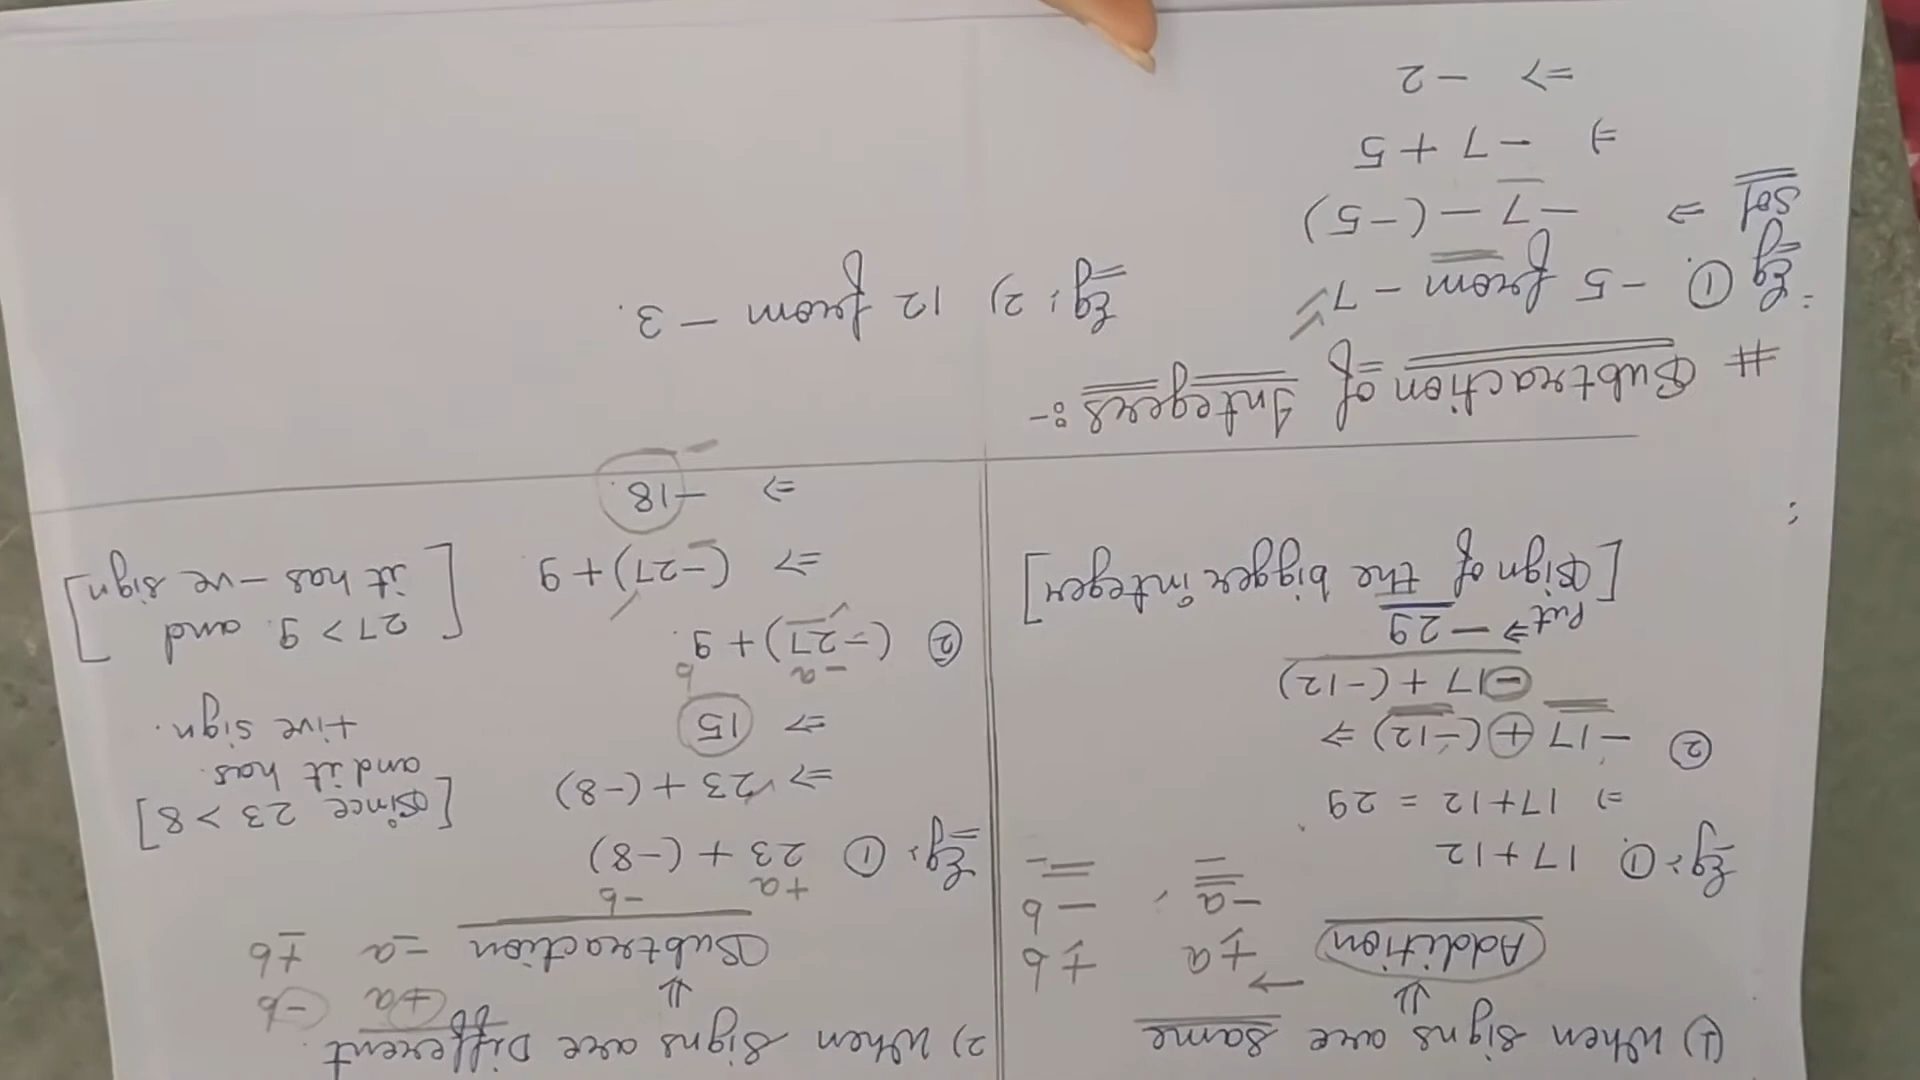 (1) When signs are same
⇓
Addition
+a +b
-a, -b
Eg:① 17+12
⇒ 17+12 = 29
② -17 + (-12) ⇒
-17 + (-12)
Put ⇒ -29
[Sign of the bigger integer]
2) When signs are Different.
⇓
Subtraction
+a -b
-a +b
Eg:① 23 + (-8)
+a -b
⇒ 23 + (-8)
[Since 23 > 8]
and it has
+ive sign.
⇒ 15
② (-27) + 9.
-a b
⇒ (-27) + 9
[27 > 9. and
it has -ve sign]
⇒ -18.
# Subtraction of Integers:-
Eg ①. -5 from -7
Sol ⇒ -7 - (-5)
⇒ -7 + 5
⇒ -2
Eg: 2) 12 from -3.